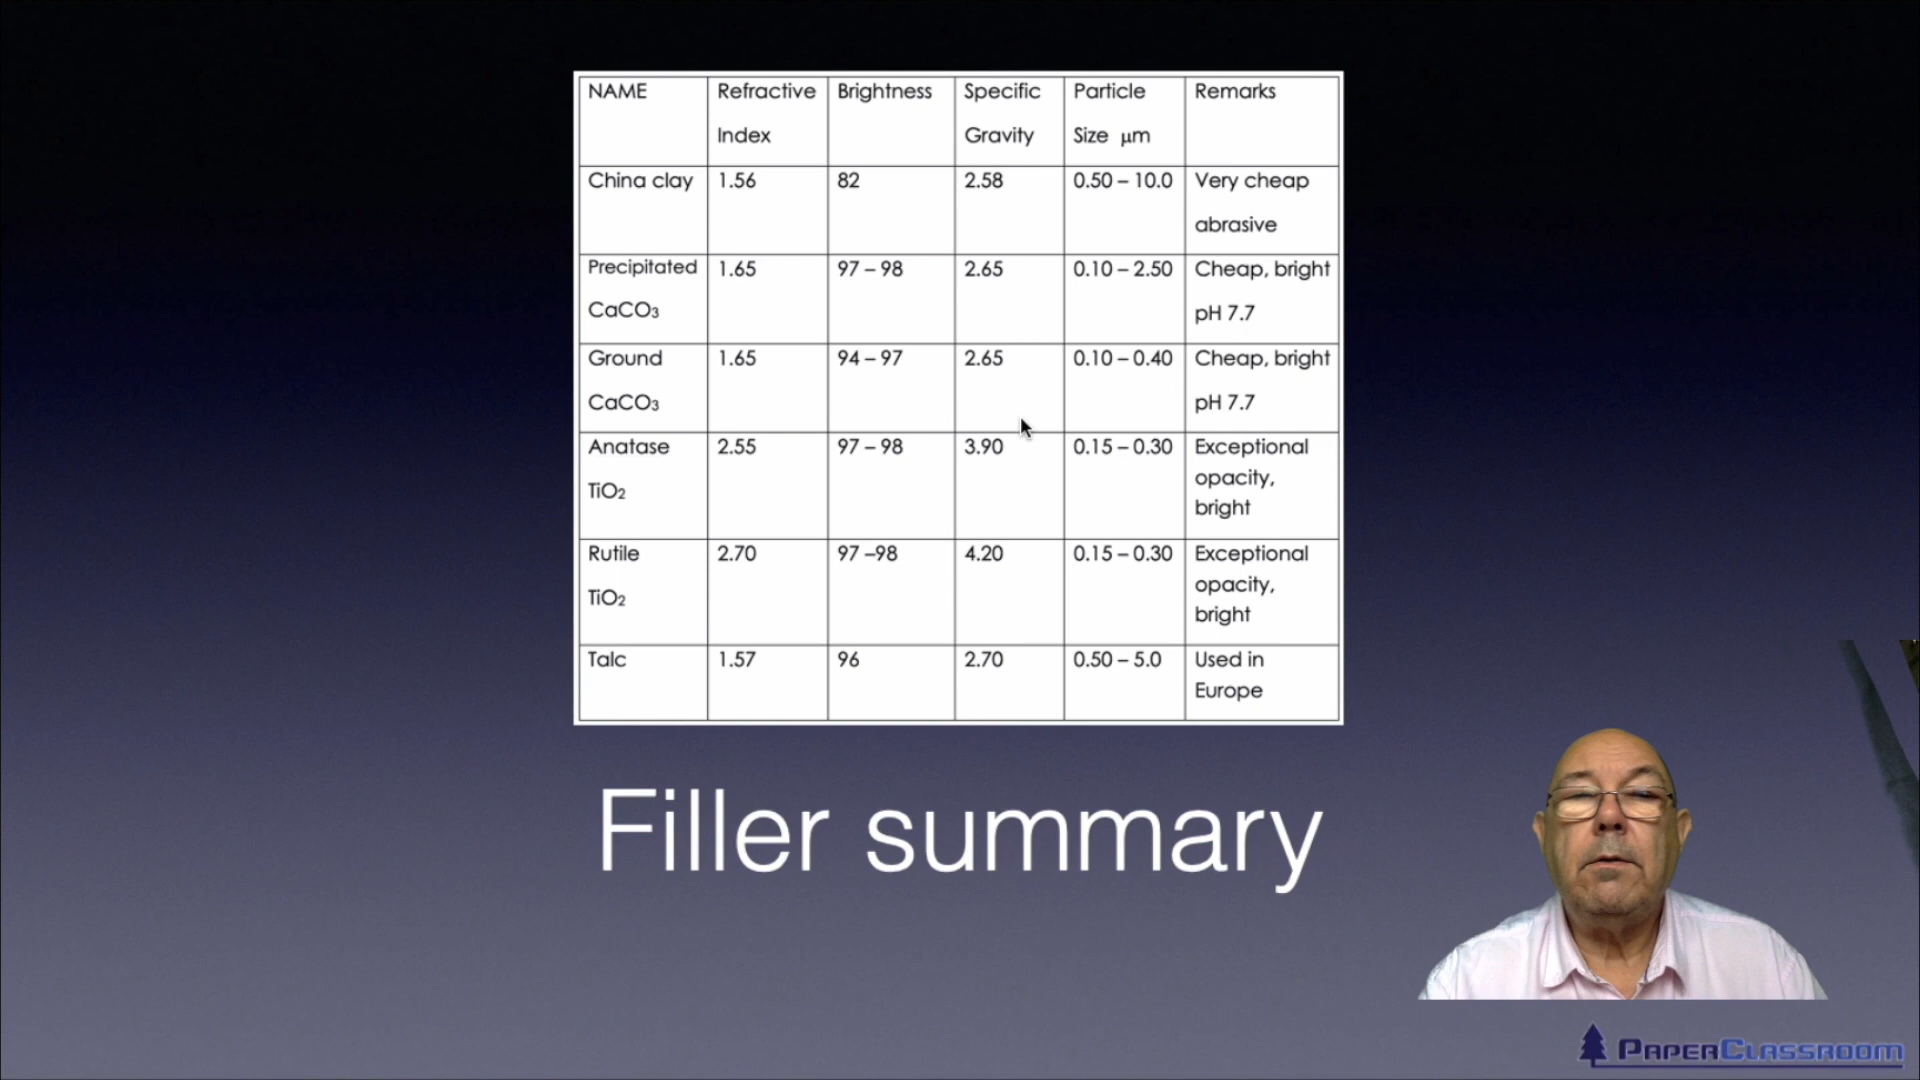 NAME Refractive Index Brightness Specific Gravity Particle Size μm Remarks
China clay 1.56 82 2.58 0.50 – 10.0 Very cheap abrasive
Precipitated CaCO₃ 1.65 97 – 98 2.65 0.10 – 2.50 Cheap, bright pH 7.7
Ground CaCO₃ 1.65 94 – 97 2.65 0.10 – 0.40 Cheap, bright pH 7.7
Anatase TiO₂ 2.55 97 – 98 3.90 0.15 – 0.30 Exceptional opacity, bright
Rutile TiO₂ 2.70 97 –98 4.20 0.15 – 0.30 Exceptional opacity, bright
Talc 1.57 96 2.70 0.50 – 5.0 Used in Europe
Filler summary
PAPERCLASSROOM